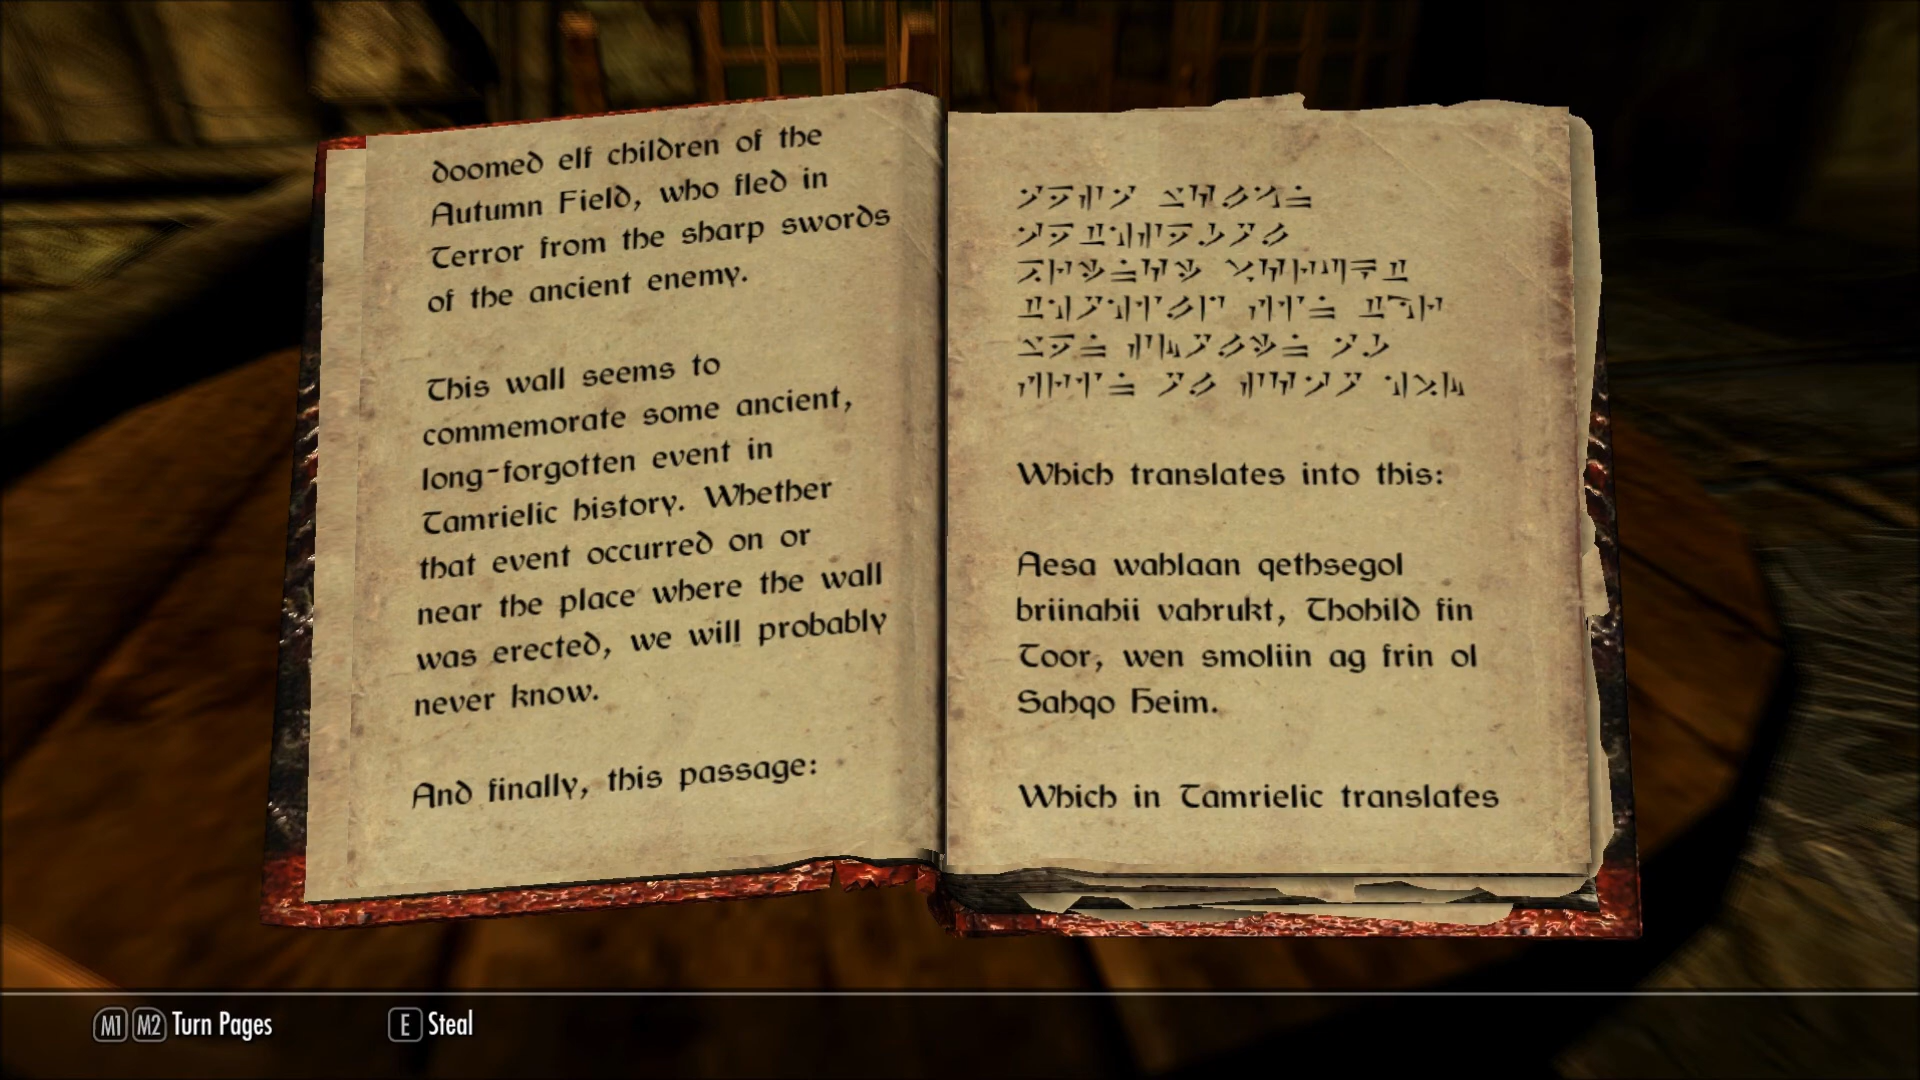 doomed elf children of the
Autumn Field, who fled in
Terror from the sharp swords
of the ancient enemy.
This wall seems to
commemorate some ancient,
long-forgotten event in
Tamrielic history. Whether
that event occurred on or
near the place where the wall
was erected, we will probably
never know.
And finally, this passage:
Which translates into this:
Aesa wahlaan qethsegol
briinahii vahrukt, Thohild fin
Toor, wen smoliin ag frin ol
Sahqo Heim.
Which in Tamrielic translates
M1 M2 Turn Pages
E Steal